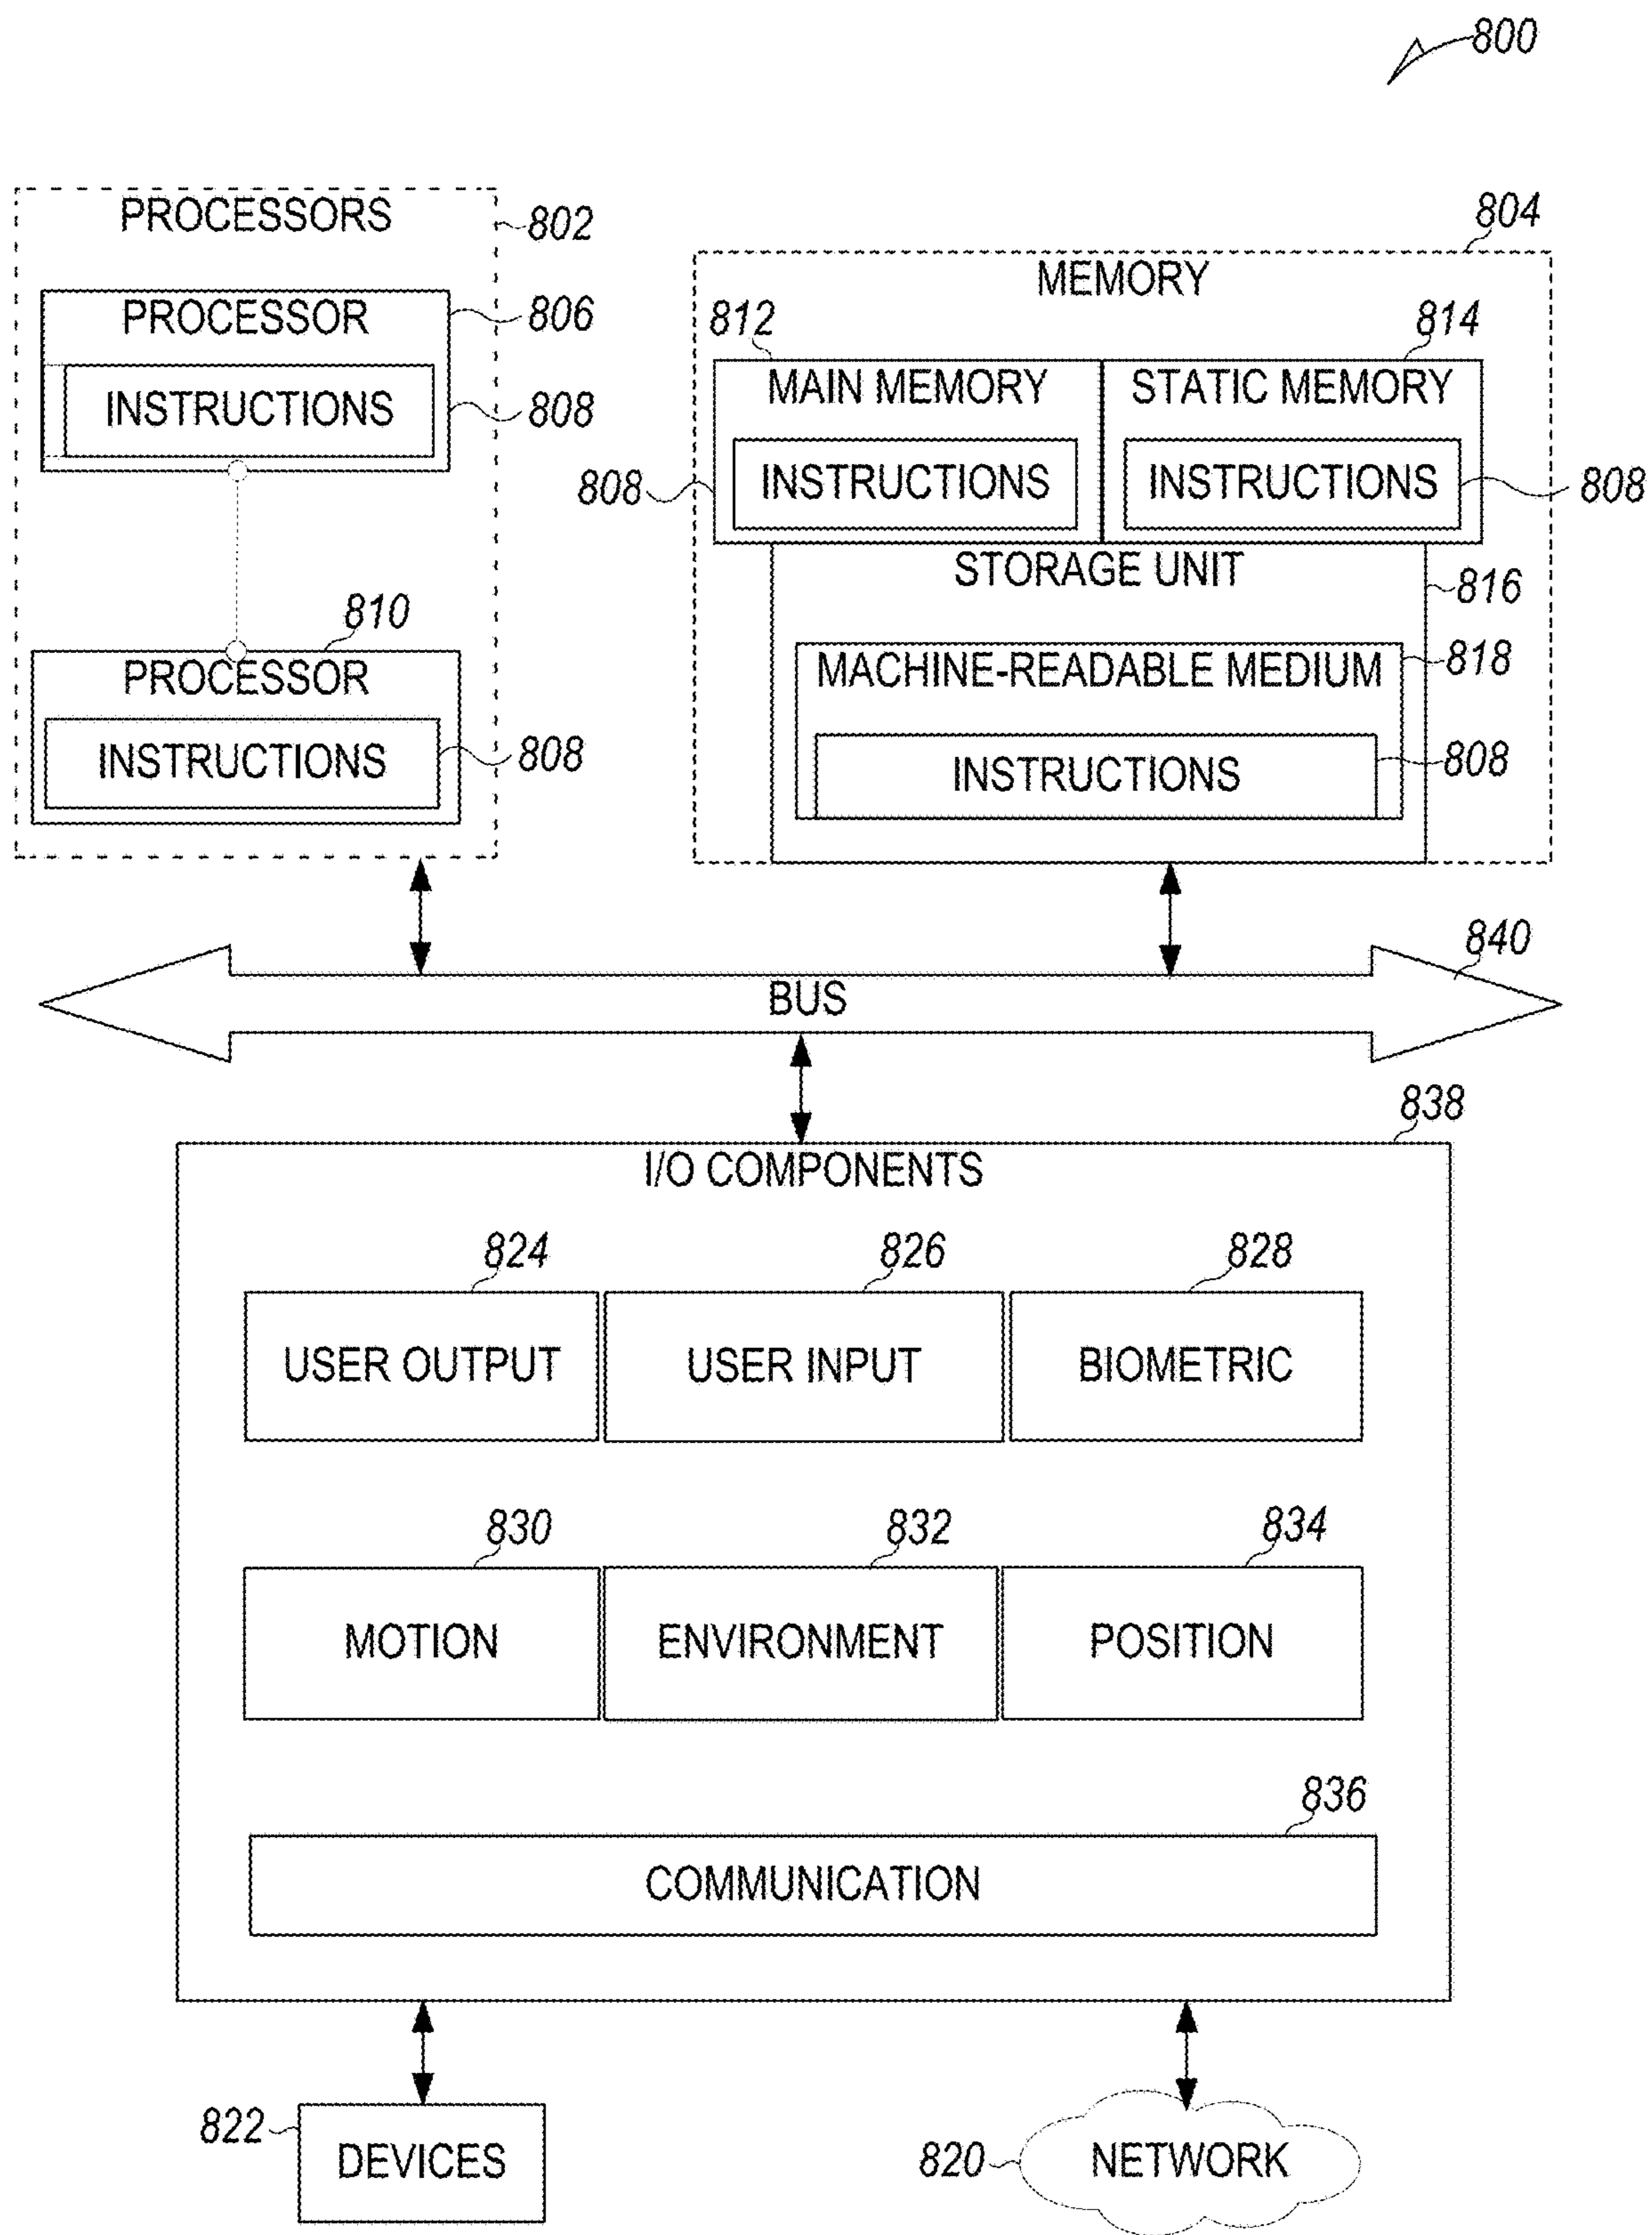 800
PROCESSORS
802
PROCESSOR
806
INSTRUCTIONS
808
810
PROCESSOR
INSTRUCTIONS
808
804
MEMORY
812
814
MAIN MEMORY
STATIC MEMORY
808
INSTRUCTIONS
INSTRUCTIONS
808
STORAGE UNIT
816
MACHINE-READABLE MEDIUM
818
INSTRUCTIONS
808
840
BUS
838
I/O COMPONENTS
824
826
828
USER OUTPUT
USER INPUT
BIOMETRIC
830
832
834
MOTION
ENVIRONMENT
POSITION
836
COMMUNICATION
822
DEVICES
820
NETWORK